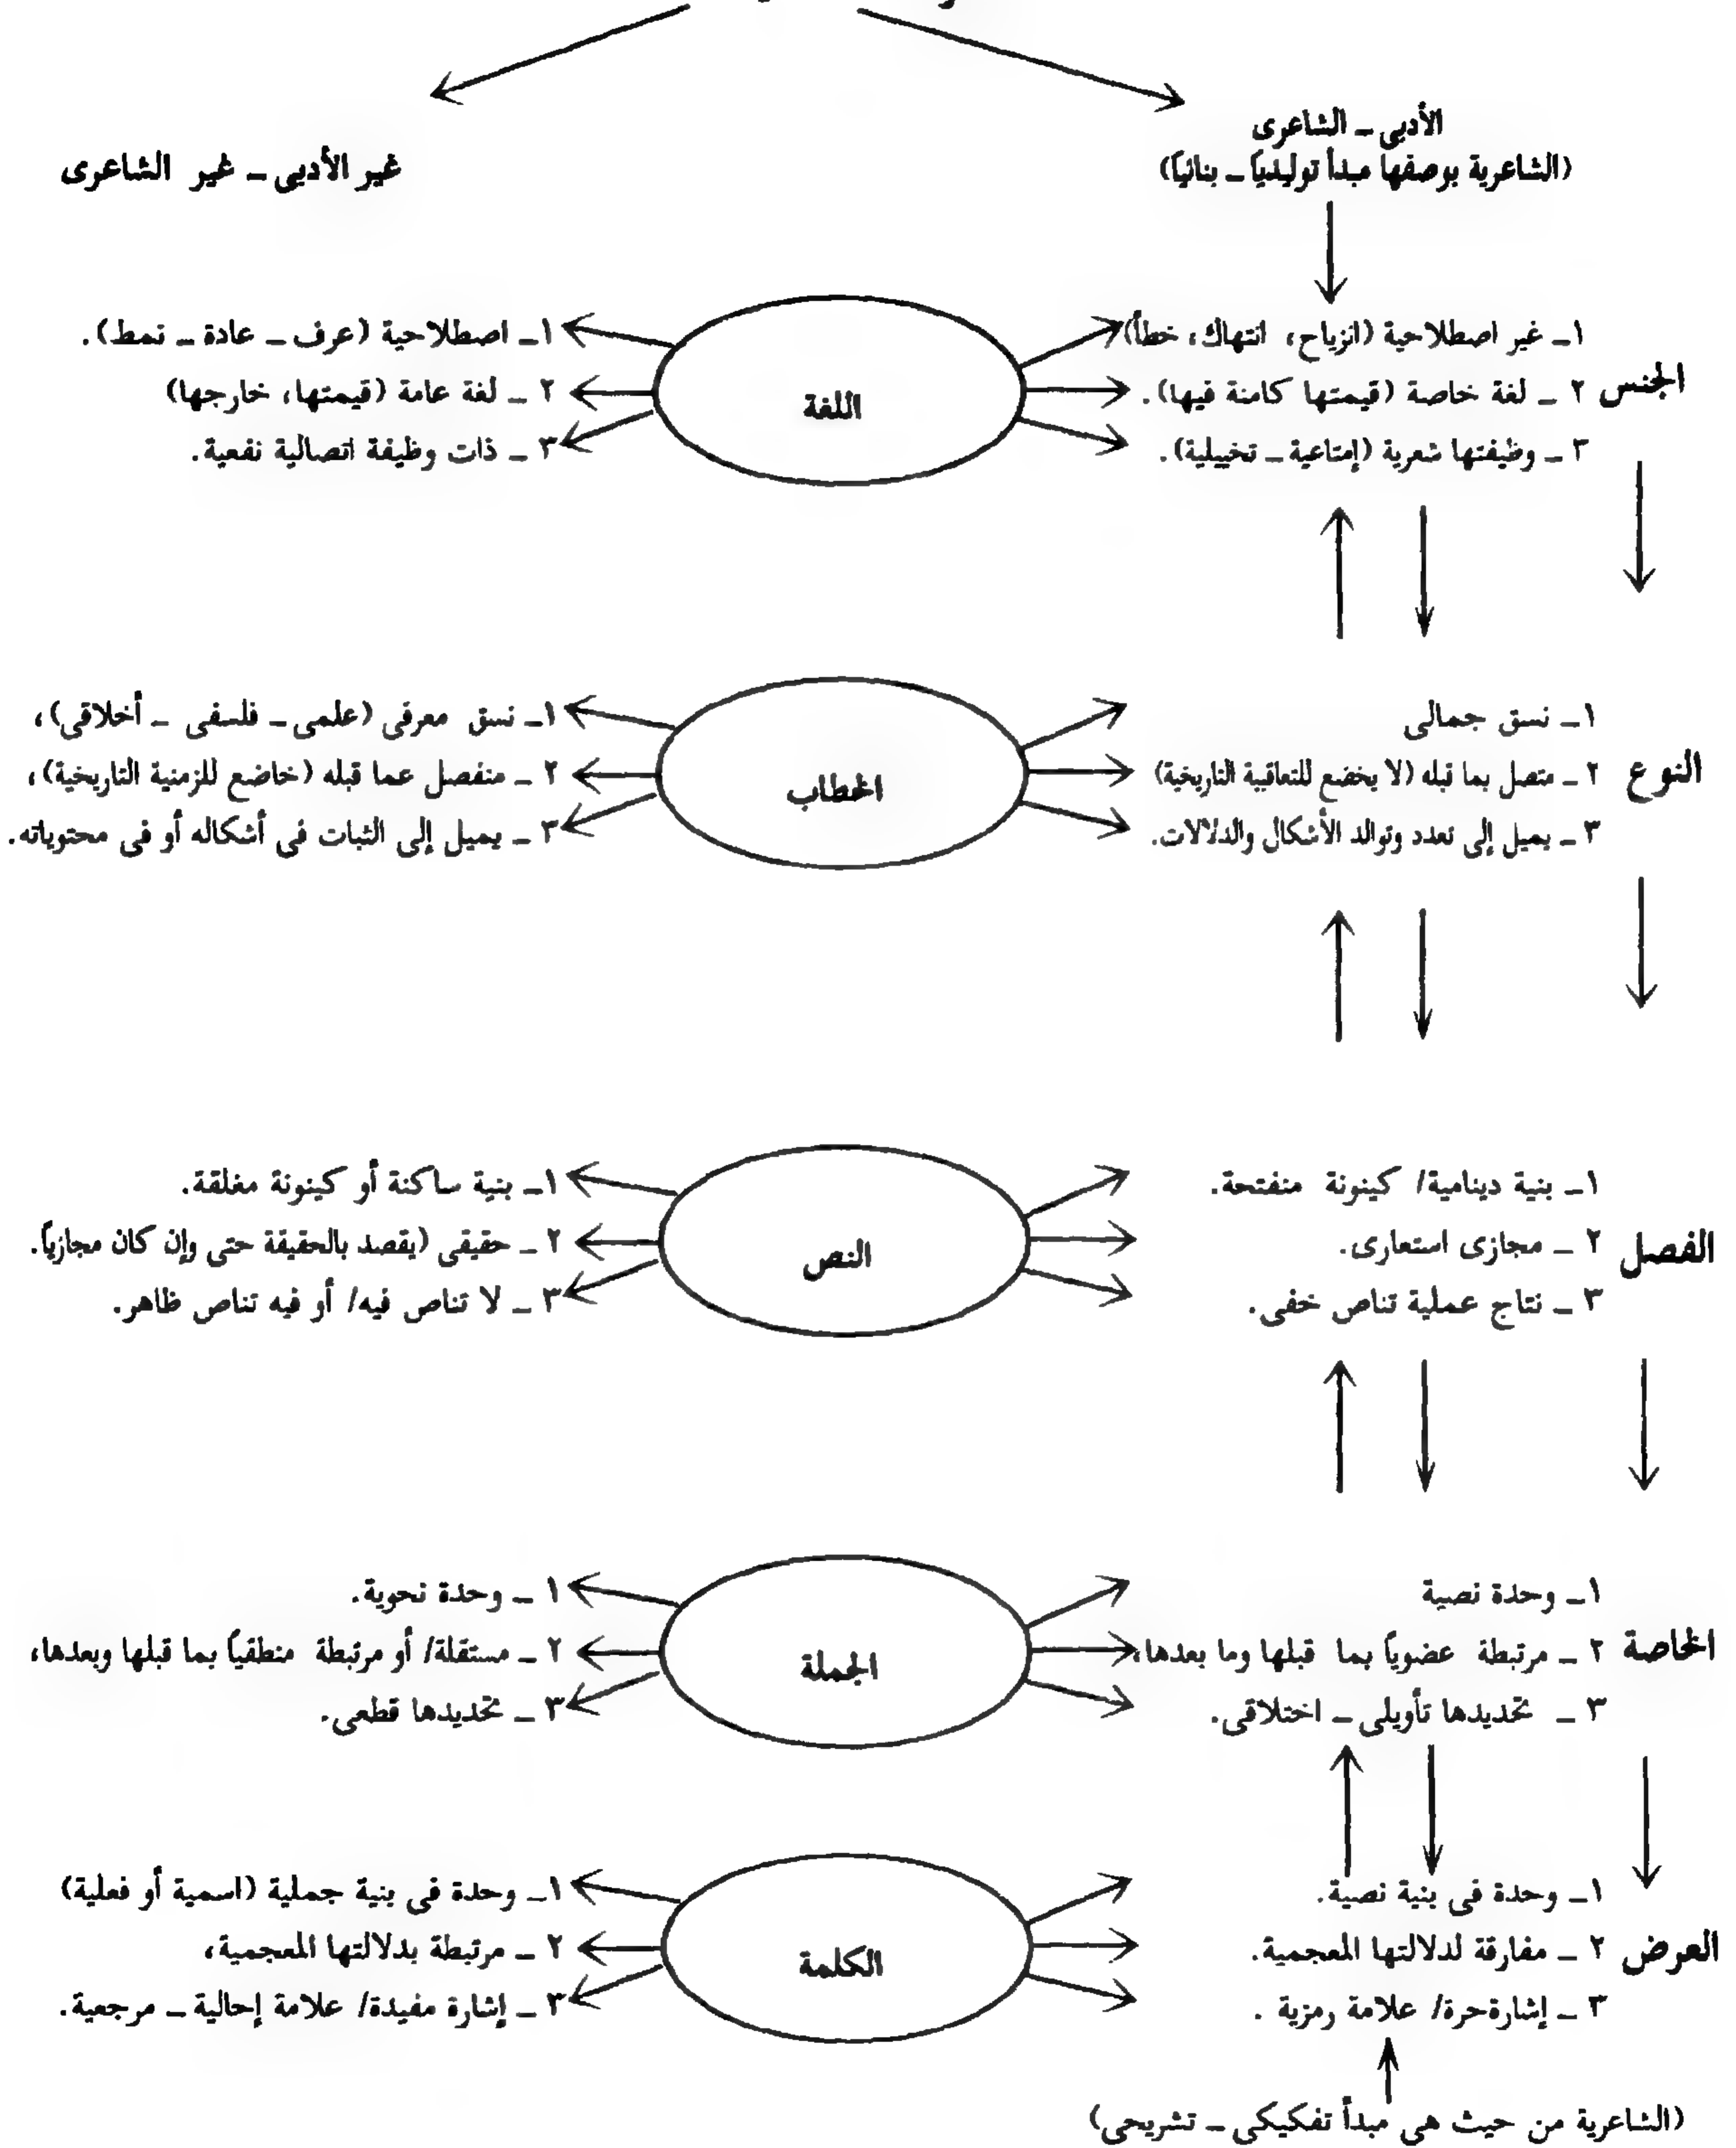 الأدبى ـ الشاعرى
(الشاعرية بوصفها مبدأ توليديا ـ بنائيا)
غير الأدبى ـ غير الشاعرى
الجنس
١ـ غير اصطلاحية (انزياح، انتهاك، خطأ)
٢ ـ لغة خاصة (قيمتها كامنة فيها).
٣ ـ وظيفتها شعرية (إمتاعية ـ تخييلية).
اللغة
١ـ اصطلاحية (عرف ـ عادة ـ نمط).
٢ ـ لغة عامة (قيمتها، خارجها)
٣ ـ ذات وظيفة اتصالية نفعية.
النوع
١ـ نسق جمالى
٢ ـ متصل بما قبله (لا يخضع للتعاقبية التاريخية)
٣ ـ يميل إلى تعدد وتوالد الأشكال والدلالات.
الخطاب
١ـ نسق معرفى (علمى ـ فلسفى ـ أخلاقى)،
٢ ـ منفصل عما قبله (خاضع للزمنية التاريخية)،
٣ ـ يميل إلى الثبات فى أشكاله أو فى محتوياته.
الفصل
١ـ بنية دينامية/ كينونة منفتحة.
٢ ـ مجازى استعارى.
٣ ـ نتاج عملية تناص خفى.
النص
١ـ بنية ساكنة أو كينونة مغلقة.
٢ ـ حقيقى (يقصد بالحقيقة حتى وإن كان مجازياً.
٣ ـ لا تناص فيه/ أو فيه تناص ظاهر.
الخاصة
١ـ وحدة نصية
٢ ـ مرتبطة عضوياً بما قبلها وما بعدها،
٣ ـ تحديدها تأويلى ـ اختلاقى.
الجملة
١ ـ وحدة نحوية.
٢ ـ مستقلة/ أو مرتبطة منطقياً بما قبلها وبعدها،
٣ ـ تحديدها قطعى.
العرض
١ـ وحدة فى بنية نصية.
٢ ـ مفارقة لدلالتها المعجمية.
٣ ـ إشارة حرة/ علامة رمزية .
الكلمة
١ـ وحدة فى بنية جملية (اسمية أو فعلية)
٢ ـ مرتبطة بدلالتها المعجمية،
٣ ـ إشارة مفيدة/ علامة إحالية ـ مرجعية.
(الشاعرية من حيث هى مبدأ تفكيكى ـ تشريحى)